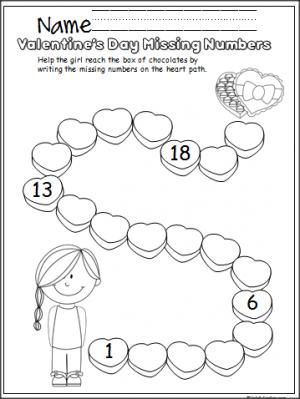 Name
Valentine's Day Missing Numbers
Help the girl reach the box of chocolates by
writing the missing numbers on the heart path.
18
13
6
1